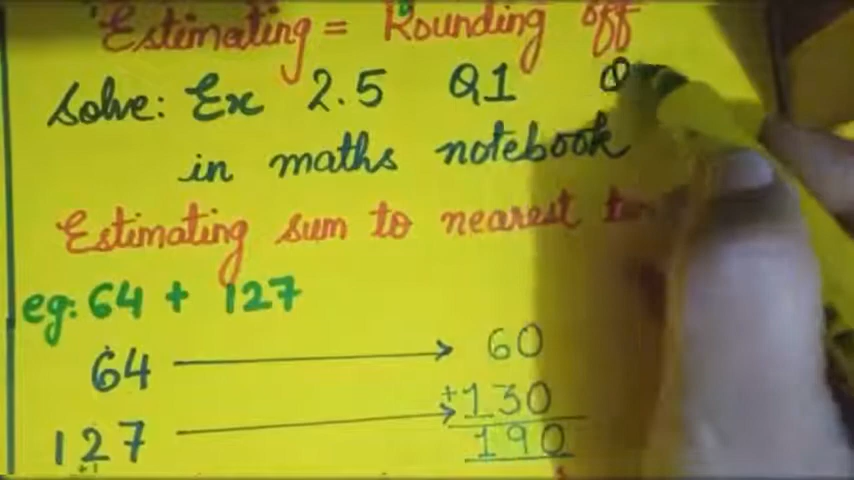 Estimating = Rounding off
Solve: Ex 2.5 Q1
in maths notebook
Estimating sum to nearest
eg: 64 + 127
64 → 60
127 → +130
190